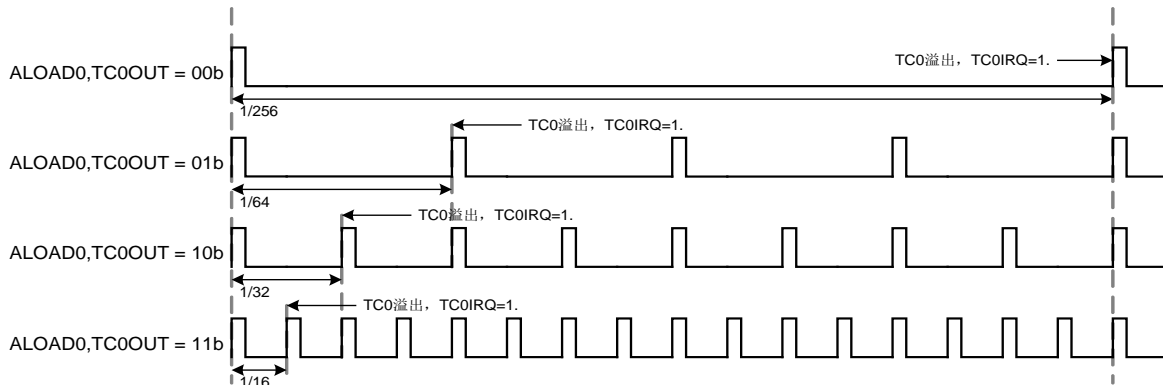 TC0溢出，TC0IRQ=1.
ALOAD0,TC0OUT = 00b
1/256
TC0溢出，TC0IRQ=1.
ALOAD0,TC0OUT = 01b
1/64
TC0溢出，TC0IRQ=1.
ALOAD0,TC0OUT = 10b
1/32
TC0溢出，TC0IRQ=1.
ALOAD0,TC0OUT = 11b
1/16